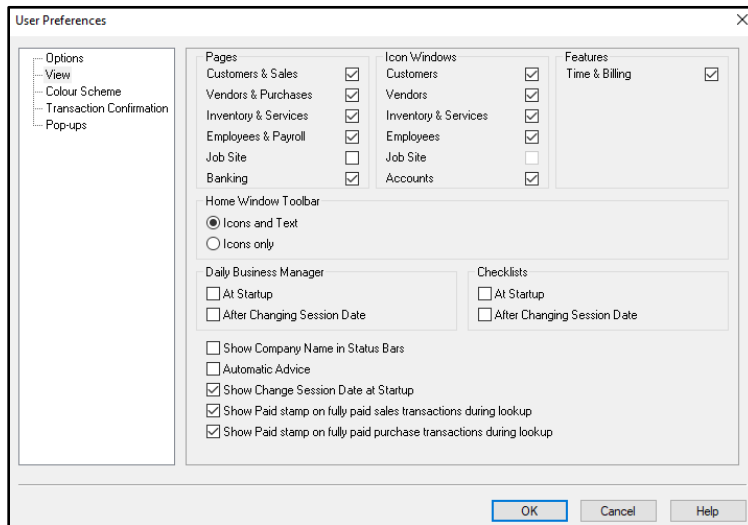 User Preferences
Options
View
Colour Scheme
Transaction Confirmation
Pop-ups
Pages
Customers & Sales
Vendors & Purchases
Inventory & Services
Employees & Payroll
Job Site
Banking
Icon Windows
Customers
Vendors
Inventory & Services
Employees
Job Site
Accounts
Features
Time & Billing
Home Window Toolbar
Icons and Text
Icons only
Daily Business Manager
At Startup
After Changing Session Date
Checklists
At Startup
After Changing Session Date
Show Company Name in Status Bars
Automatic Advice
Show Change Session Date at Startup
Show Paid stamp on fully paid sales transactions during lookup
Show Paid stamp on fully paid purchase transactions during lookup
OK
Cancel
Help